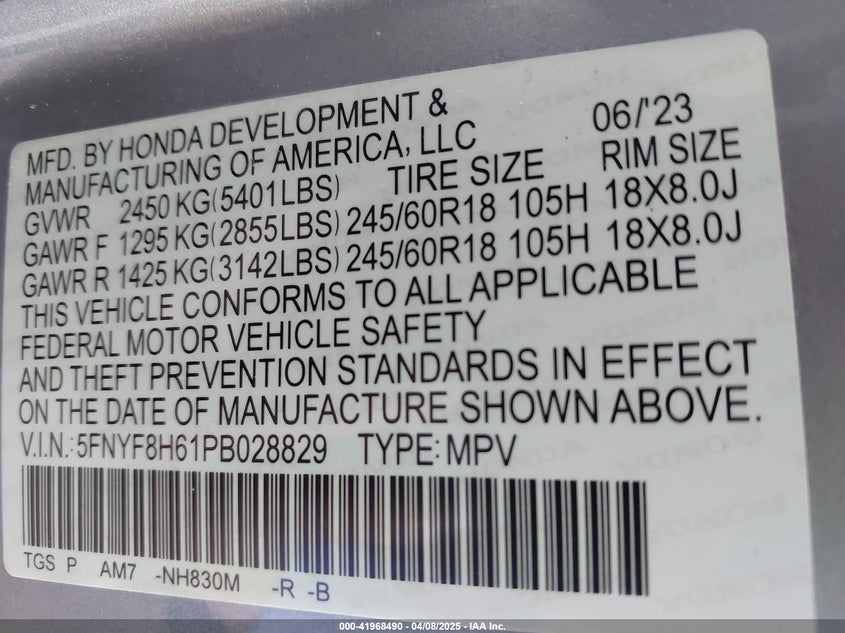 MFD. BY HONDA DEVELOPMENT & 06/'23
MANUFACTURING OF AMERICA, LLC
GVWR 2450 KG(5401LBS) TIRE SIZE RIM SIZE
GAWR F 1295 KG(2855LBS) 245/60R18 105H 18X8.0J
GAWR R 1425 KG(3142LBS) 245/60R18 105H 18X8.0J
THIS VEHICLE CONFORMS TO ALL APPLICABLE
FEDERAL MOTOR VEHICLE SAFETY
AND THEFT PREVENTION STANDARDS IN EFFECT
ON THE DATE OF MANUFACTURE SHOWN ABOVE.
V.I.N.:5FNYF8H61PB028829 TYPE: MPV
TGS P AM7 -NH830M -R -B
000-41968490 - 04/08/2025 - IAA Inc.